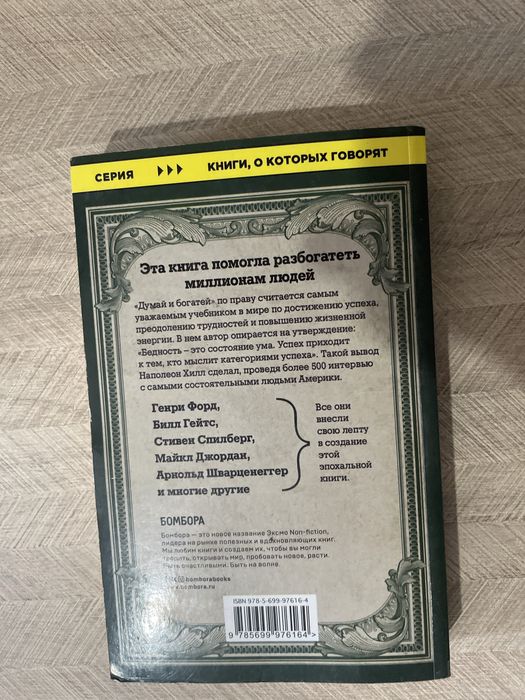 СЕРИЯ КНИГИ, О КОТОРЫХ ГОВОРЯТ
Эта книга помогла разбогатеть
миллионам людей
«Думай и богатей» по праву считается самым
уважаемым учебником в мире по достижению успеха,
преодолению трудностей и повышению жизненной
энергии. В нем автор опирается на утверждение:
«Бедность – это состояние ума. Успех приходит
к тем, кто мыслит категориями успеха». Такой вывод
Наполеон Хилл сделал, проведя более 500 интервью
с самыми состоятельными людьми Америки.
Генри Форд,
Билл Гейтс,
Стивен Спилберг,
Майкл Джордан,
Арнольд Шварценеггер
и многие другие
Все они
внесли
свою лепту
в создание
этой
эпохальной
книги.
БОМБОРА
Бомбора — это новое название Эксмо Non-fiction,
лидера на рынке полезных и вдохновляющих книг.
Мы любим книги и создаем их, чтобы вы могли
творить, открывать мир, пробовать новое, расти.
Быть счастливыми. Быть на волне.
bomborabooks
www.bombora.ru
ISBN 978-5-699-97616-4
9 785699 976164 >